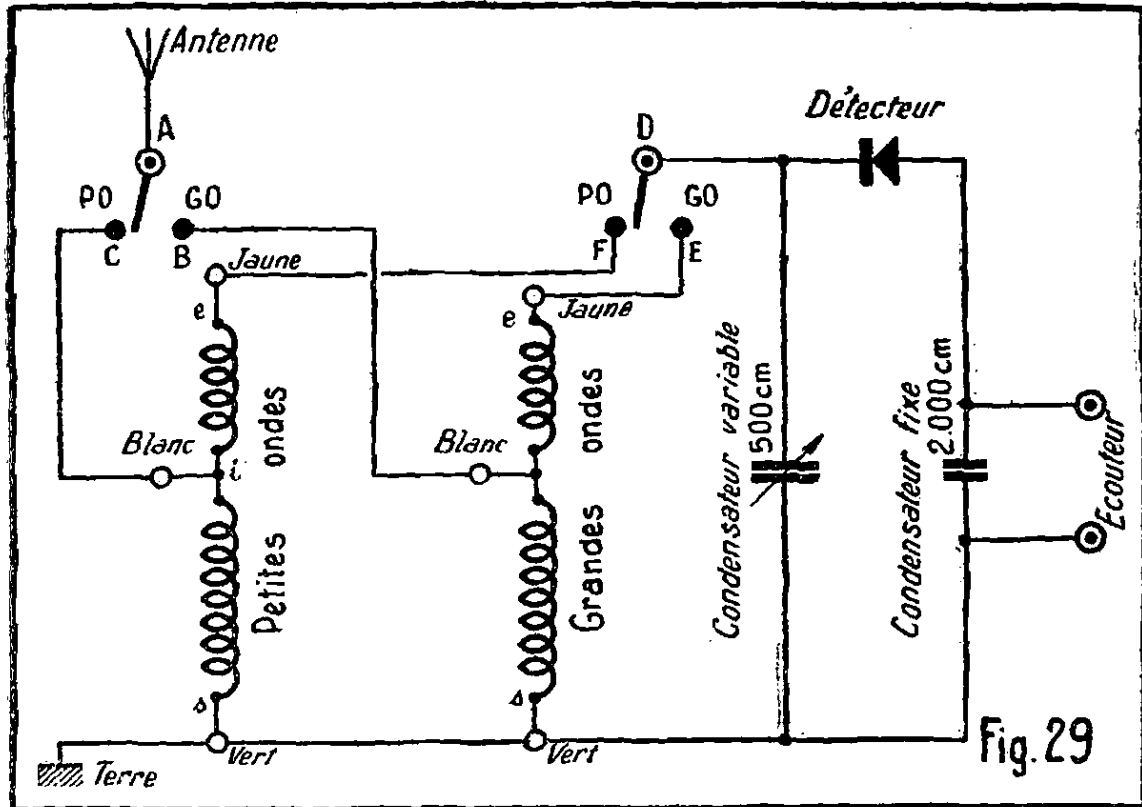 Antenne
A
PO
GO
C
B
D
PO
GO
F
E
Détecteur
Jaune
e
Jaune
e
Blanc
i
Blanc
Petites ondes
Grandes ondes
Condensateur variable
500cm
Condensateur fixe
2.000cm
Ecouteur
s
Vert
s
Vert
Terre
Fig. 29